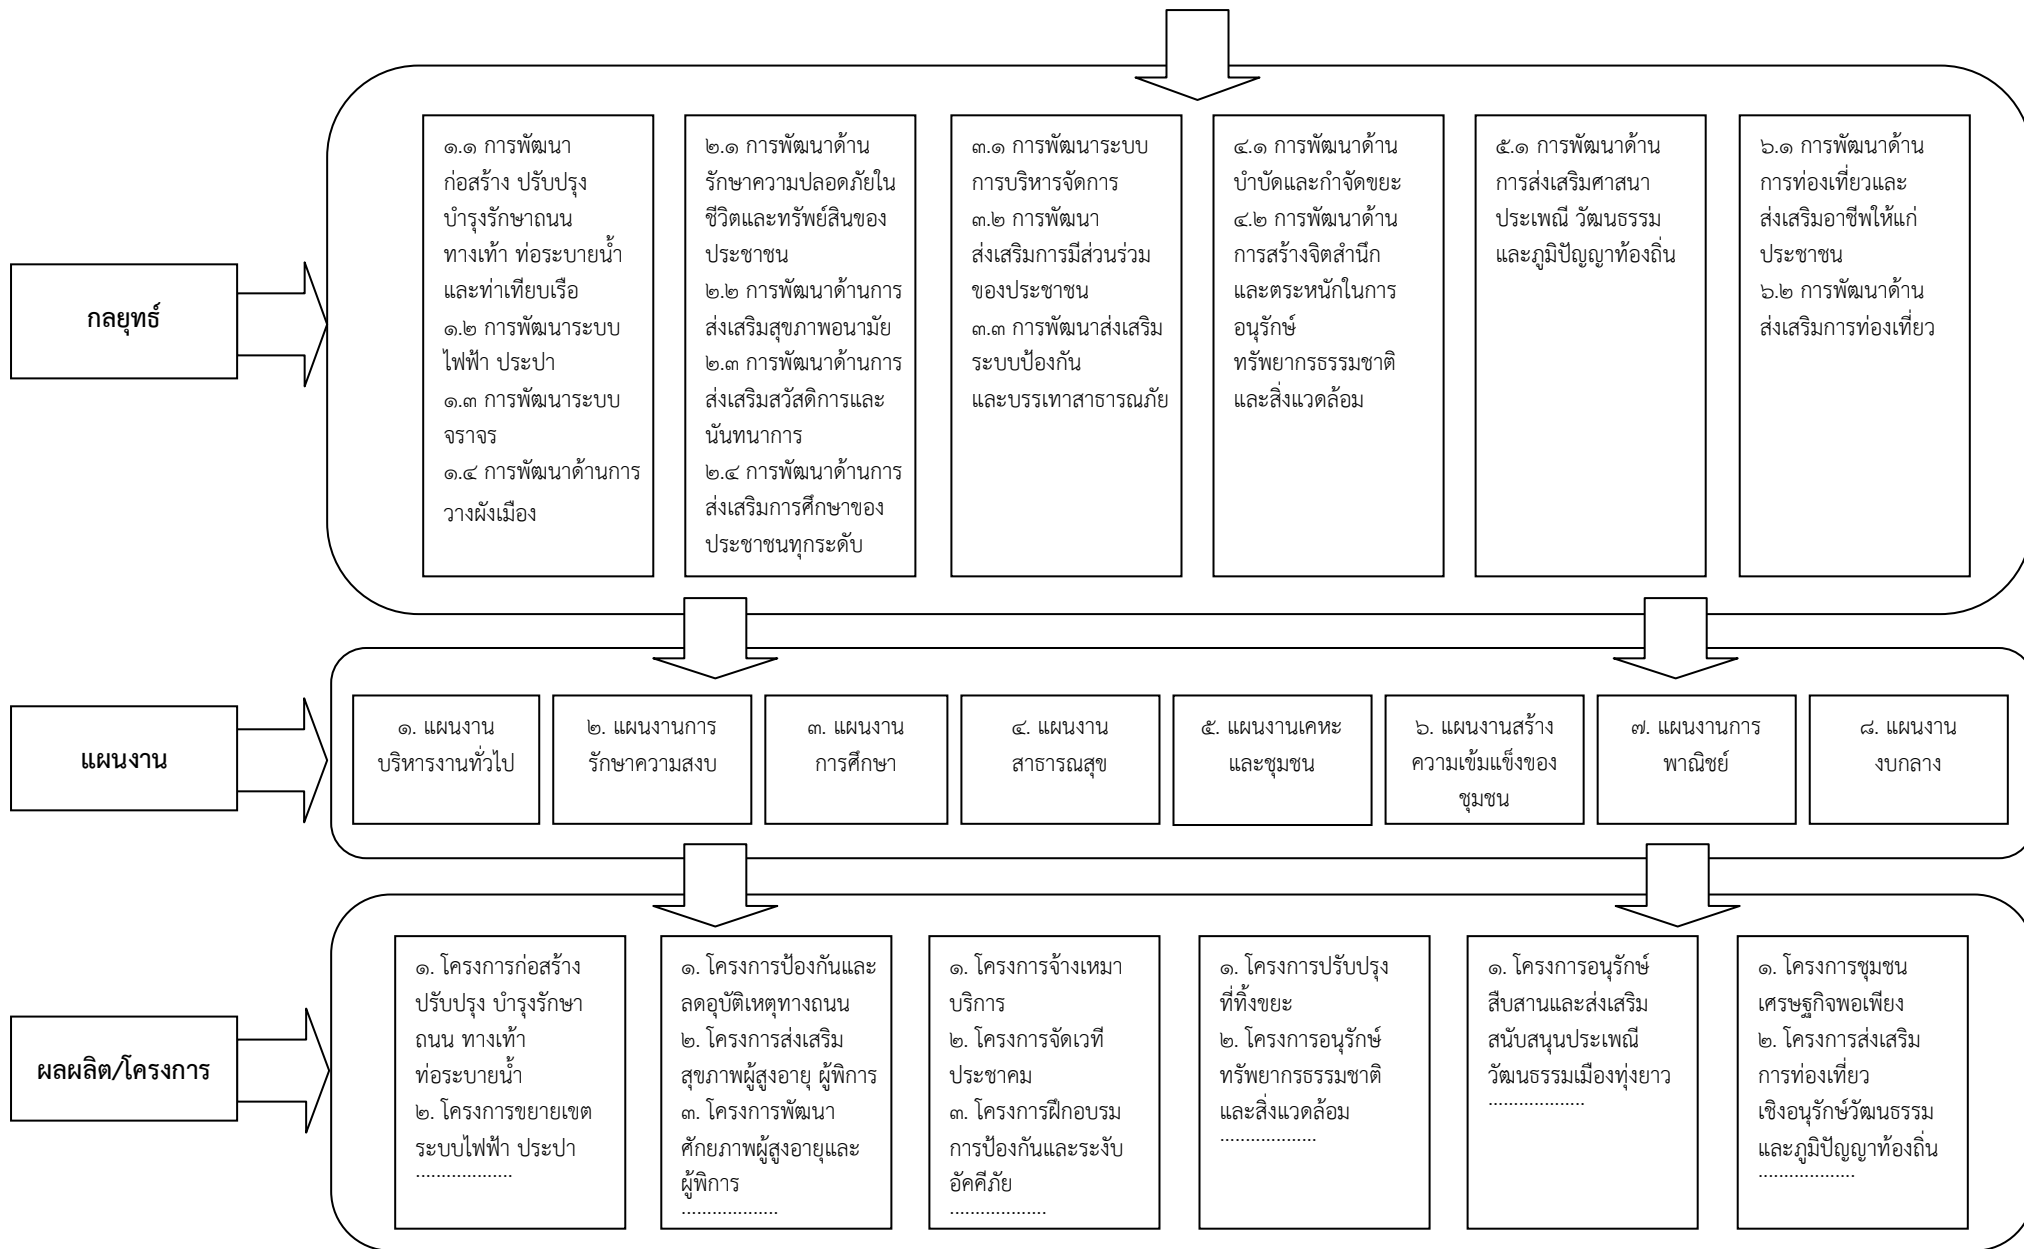 กลยุทธ์
๑.๑ การพัฒนา
ก่อสร้าง ปรับปรุง
บำรุงรักษาถนน
ทางเท้า ท่อระบายน้ำ
และท่าเทียบเรือ
๑.๒ การพัฒนาระบบ
ไฟฟ้า ประปา
๑.๓ การพัฒนาระบบ
จราจร
๑.๔ การพัฒนาด้านการ
วางผังเมือง
๒.๑ การพัฒนาด้าน
รักษาความปลอดภัยใน
ชีวิตและทรัพย์สินของ
ประชาชน
๒.๒ การพัฒนาด้านการ
ส่งเสริมสุขภาพอนามัย
๒.๓ การพัฒนาด้านการ
ส่งเสริมสวัสดิการและ
นันทนาการ
๒.๔ การพัฒนาด้านการ
ส่งเสริมการศึกษาของ
ประชาชนทุกระดับ
๓.๑ การพัฒนาระบบ
การบริหารจัดการ
๓.๒ การพัฒนา
ส่งเสริมการมีส่วนร่วม
ของประชาชน
๓.๓ การพัฒนาส่งเสริม
ระบบป้องกัน
และบรรเทาสาธารณภัย
๔.๑ การพัฒนาด้าน
บำบัดและกำจัดขยะ
๔.๒ การพัฒนาด้าน
การสร้างจิตสำนึก
และตระหนักในการ
อนุรักษ์
ทรัพยากรธรรมชาติ
และสิ่งแวดล้อม
๕.๑ การพัฒนาด้าน
การส่งเสริมศาสนา
ประเพณี วัฒนธรรม
และภูมิปัญญาท้องถิ่น
๖.๑ การพัฒนาด้าน
การท่องเที่ยวและ
ส่งเสริมอาชีพให้แก่
ประชาชน
๖.๒ การพัฒนาด้าน
ส่งเสริมการท่องเที่ยว
แผนงาน
๑. แผนงาน
บริหารงานทั่วไป
๒. แผนงานการ
รักษาความสงบ
๓. แผนงาน
การศึกษา
๔. แผนงาน
สาธารณสุข
๕. แผนงานเคหะ
และชุมชน
๖. แผนงานสร้าง
ความเข้มแข็งของ
ชุมชน
๗. แผนงานการ
พาณิชย์
๘. แผนงาน
งบกลาง
ผลผลิต/โครงการ
๑. โครงการก่อสร้าง
ปรับปรุง บำรุงรักษา
ถนน ทางเท้า
ท่อระบายน้ำ
๒. โครงการขยายเขต
ระบบไฟฟ้า ประปา
..................
๑. โครงการป้องกันและ
ลดอุบัติเหตุทางถนน
๒. โครงการส่งเสริม
สุขภาพผู้สูงอายุ ผู้พิการ
๓. โครงการพัฒนา
ศักยภาพผู้สูงอายุและ
ผู้พิการ
..................
๑. โครงการจ้างเหมา
บริการ
๒. โครงการจัดเวที
ประชาคม
๓. โครงการฝึกอบรม
การป้องกันและระงับ
อัคคีภัย
..................
๑. โครงการปรับปรุง
ที่ทิ้งขยะ
๒. โครงการอนุรักษ์
ทรัพยากรธรรมชาติ
และสิ่งแวดล้อม
..................
๑. โครงการอนุรักษ์
สืบสานและส่งเสริม
สนับสนุนประเพณี
วัฒนธรรมเมืองทุ่งยาว
..................
๑. โครงการชุมชน
เศรษฐกิจพอเพียง
๒. โครงการส่งเสริม
การท่องเที่ยว
เชิงอนุรักษ์วัฒนธรรม
และภูมิปัญญาท้องถิ่น
..................